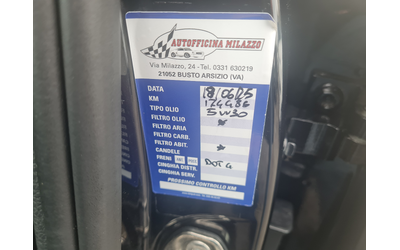 AUTOFFICINA MILAZZO
Via Milazzo, 24 - Tel. 0331 630219
21052 BUSTO ARSIZIO (VA)
DATA 18/06/25
KM 124486
TIPO OLIO 5W30
FILTRO OLIO *
FILTRO ARIA
FILTRO CARB.
FILTRO ABIT. *
CANDELE
FRENI DOT 4
CINGHIA DISTR.
CINGHIA SERV.
PROSSIMO CONTROLLO KM